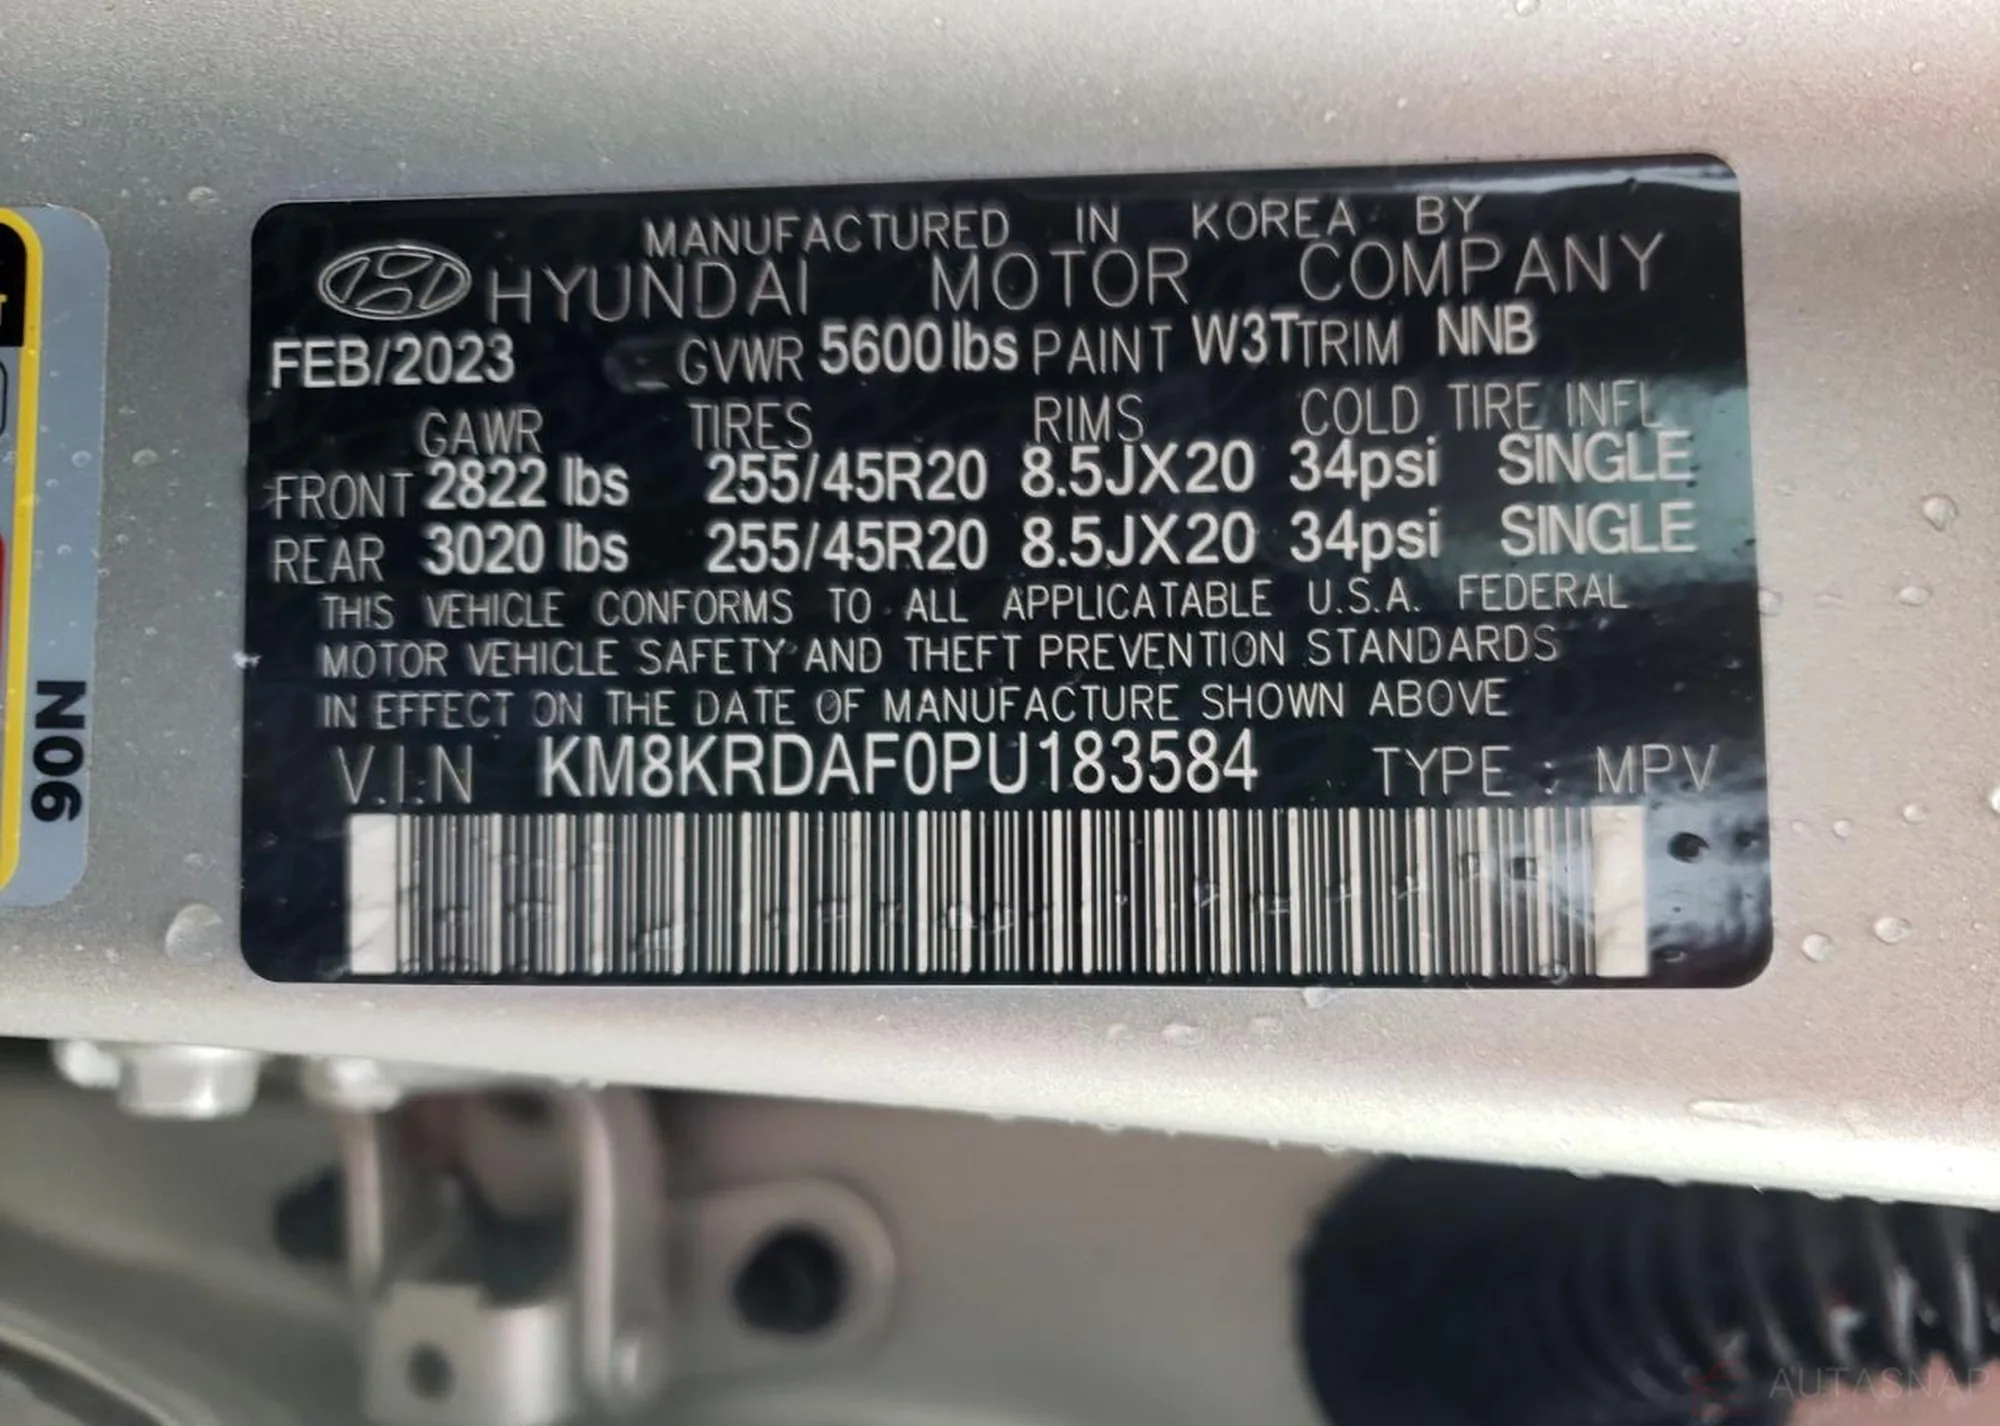 MANUFACTURED IN KOREA BY
HYUNDAI MOTOR COMPANY
FEB/2023 GVWR 5600lbs PAINT W3T TRIM NNB
GAWR TIRES RIMS COLD TIRE INFL
FRONT 2822 lbs 255/45R20 8.5JX20 34psi SINGLE
REAR 3020 lbs 255/45R20 8.5JX20 34psi SINGLE
THIS VEHICLE CONFORMS TO ALL APPLICATABLE U.S.A. FEDERAL
MOTOR VEHICLE SAFETY AND THEFT PREVENTION STANDARDS
IN EFFECT ON THE DATE OF MANUFACTURE SHOWN ABOVE
V.I.N KM8KRDAF0PU183584 TYPE : MPV
90N
AUTASNAP